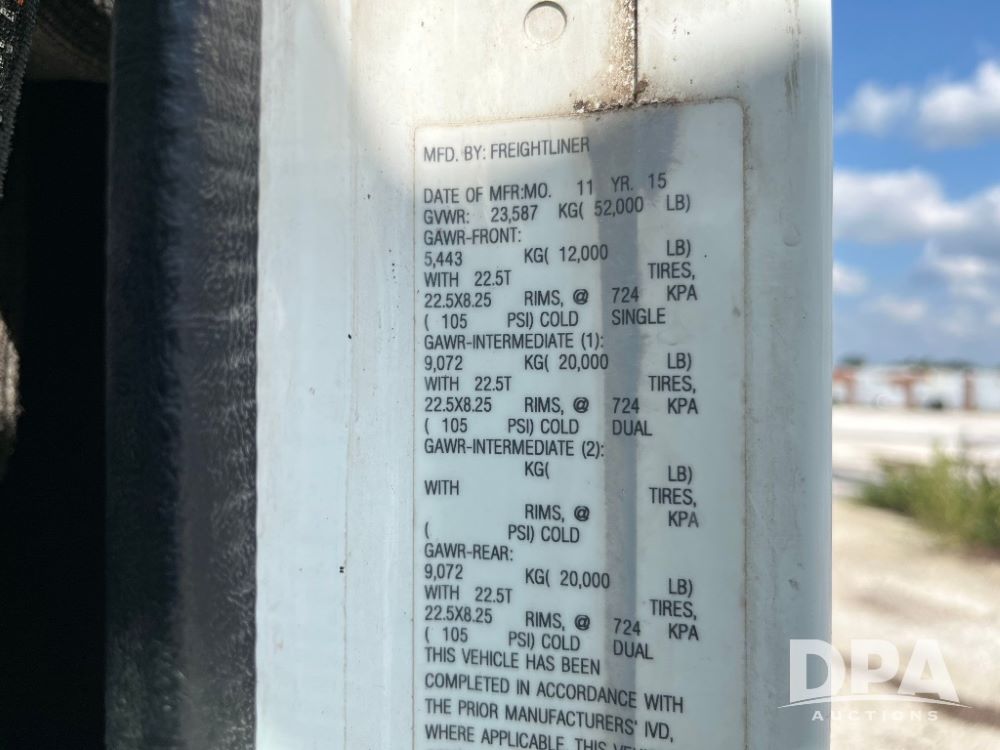 MFD. BY: FREIGHTLINER
DATE OF MFR:MO. 11 YR. 15
GVWR: 23,587 KG( 52,000 LB)
GAWR-FRONT:
5,443 KG( 12,000 LB)
WITH 22.5T TIRES,
22.5X8.25 RIMS, @ 724 KPA
( 105 PSI) COLD SINGLE
GAWR-INTERMEDIATE (1):
9,072 KG( 20,000 LB)
WITH 22.5T TIRES,
22.5X8.25 RIMS, @ 724 KPA
( 105 PSI) COLD DUAL
GAWR-INTERMEDIATE (2):
KG( LB)
WITH TIRES,
RIMS, @ KPA
( PSI) COLD
GAWR-REAR:
9,072 KG( 20,000 LB)
WITH 22.5T TIRES,
22.5X8.25 RIMS, @ 724 KPA
( 105 PSI) COLD DUAL
THIS VEHICLE HAS BEEN
COMPLETED IN ACCORDANCE WITH
THE PRIOR MANUFACTURERS' IVD,
WHERE APPLICABLE. THIS
DPA
AUCTIONS